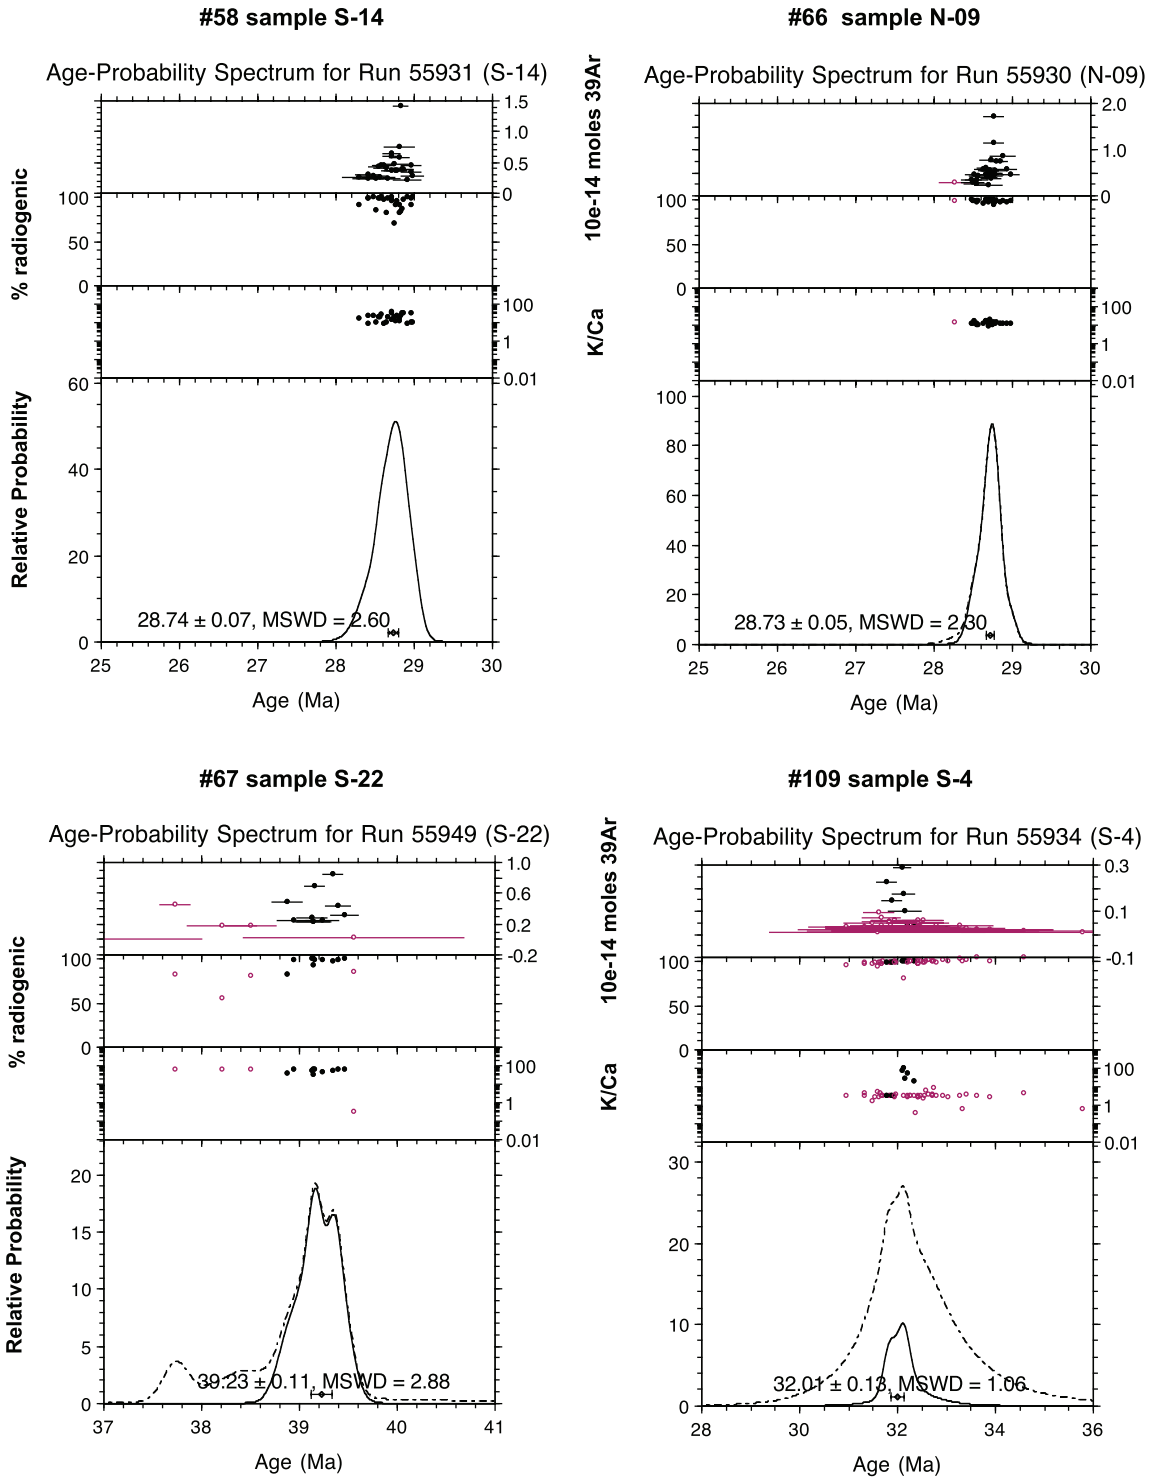 #58 sample S-14
Age-Probability Spectrum for Run 55931 (S-14)
1.5
1.0
0.5
0
% radiogenic
100
50
0
100
1
0.01
Relative Probability
60
40
20
0
28.74 ± 0.07, MSWD = 2.60
25 26 27 28 29 30
Age (Ma)
#66 sample N-09
Age-Probability Spectrum for Run 55930 (N-09)
10e-14 moles 39Ar
2.0
1.0
0
100
50
0
K/Ca
100
1
0.01
100
80
60
40
20
0
28.73 ± 0.05, MSWD = 2.30
25 26 27 28 29 30
Age (Ma)
#67 sample S-22
Age-Probability Spectrum for Run 55949 (S-22)
1.0
0.6
0.2
-0.2
% radiogenic
100
50
0
100
1
0.01
Relative Probability
20
15
10
5
0
39.23 ± 0.11, MSWD = 2.88
37 38 39 40 41
Age (Ma)
#109 sample S-4
Age-Probability Spectrum for Run 55934 (S-4)
10e-14 moles 39Ar
0.3
0.1
-0.1
100
50
0
K/Ca
100
1
0.01
30
20
10
0
32.01 ± 0.13, MSWD = 1.06
28 30 32 34 36
Age (Ma)